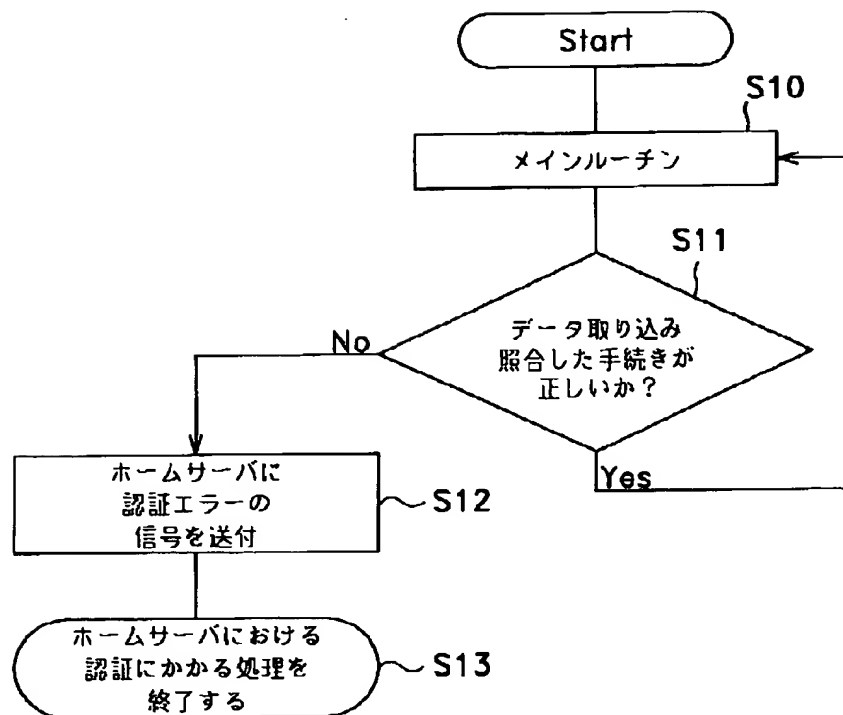 Start
S10
メインルーチン
S11
データ取り込み
照合した手続きが
正しいか？
No
Yes
ホームサーバに
認証エラーの
信号を送付
S12
ホームサーバにおける
認証にかかる処理を
終了する
S13